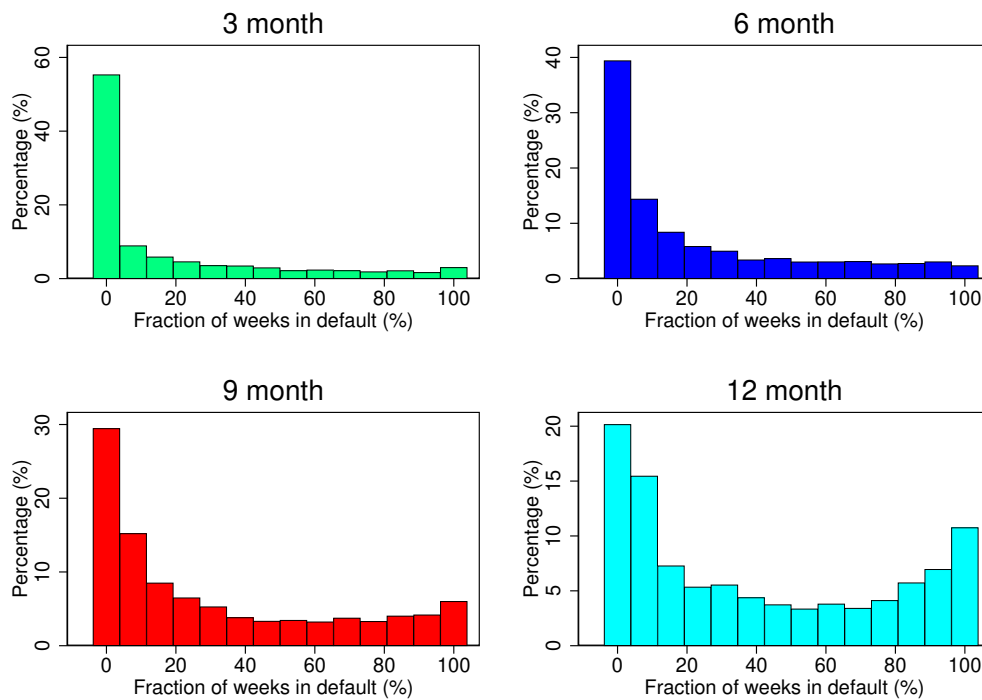 3 month
Percentage (%)
0 20 40 60
0 20 40 60 80 100
Fraction of weeks in default (%)
6 month
Percentage (%)
0 10 20 30 40
0 20 40 60 80 100
Fraction of weeks in default (%)
9 month
Percentage (%)
0 10 20 30
0 20 40 60 80 100
Fraction of weeks in default (%)
12 month
Percentage (%)
0 5 10 15 20
0 20 40 60 80 100
Fraction of weeks in default (%)